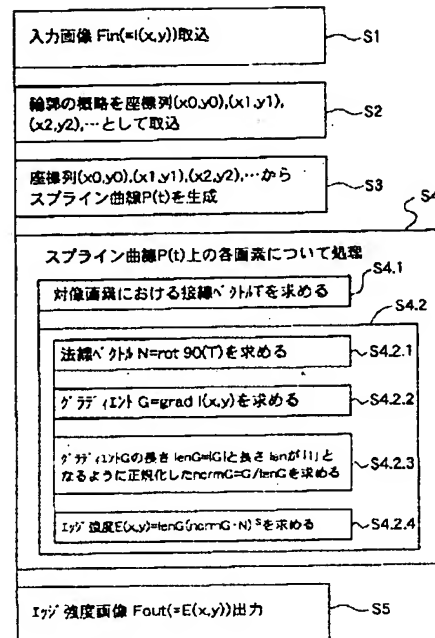 入力画像 Fin(=I(x,y))取込
S1
輪郭の概略を座標列(x0,y0),(x1,y1),
(x2,y2),…として取込
S2
座標列(x0,y0),(x1,y1),(x2,y2),…から
スプライン曲線P(t)を生成
S3
S4
スプライン曲線P(t)上の各画素について処理
S4.1
対像画素における接線ベクトルTを求める
S4.2
法線ベクトル N=rot 90(T)を求める
S4.2.1
グラディエント G=grad I(x,y)を求める
S4.2.2
グラディエントGの長さ lenG=|G|と長さ lenが「1」と
なるように正規化したnormG=G/lenGを求める
S4.2.3
エッジ強度E(x,y)=lenG(normG・N)ˢを求める
S4.2.4
エッジ強度画像 Fout(=E(x,y))出力
S5